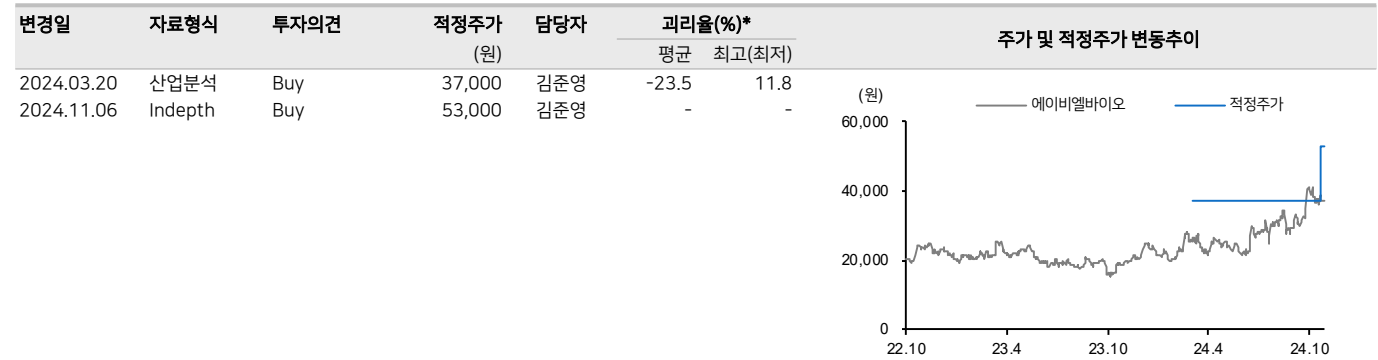 변경일 자료형식 투자의견 적정주가 담당자 괴리율(%)* 주가 및 적정주가 변동추이
(원) 평균 최고(최저)
2024.03.20 산업분석 Buy 37,000 김준영 -23.5 11.8
2024.11.06 Indepth Buy 53,000 김준영 - -
(원) 에이비엘바이오 적정주가
60,000
40,000
20,000
0
22.10 23.4 23.10 24.4 24.10